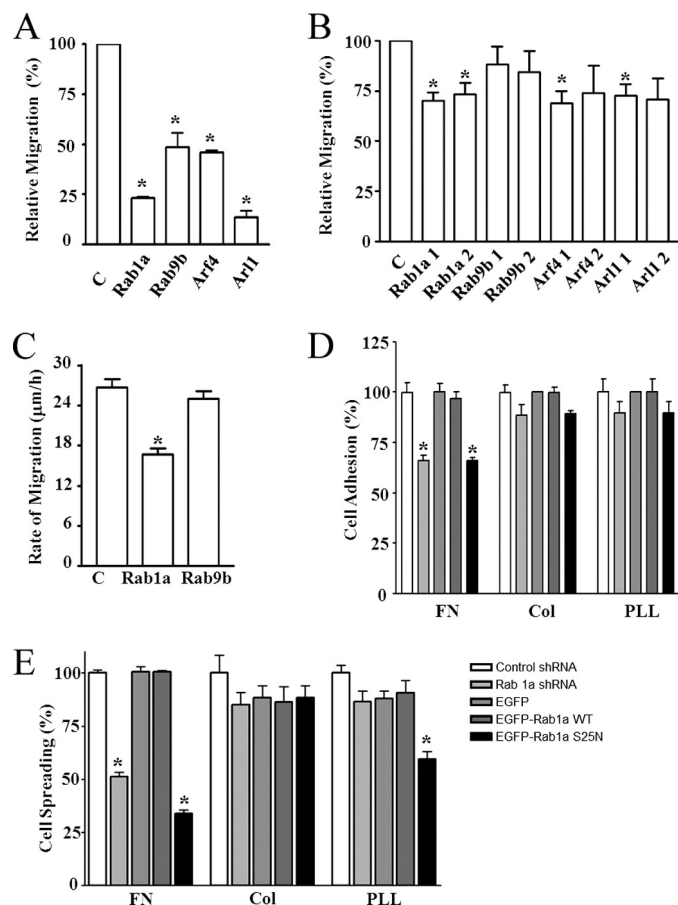 A
Relative Migration (%)
100
75
50
25
0
*
*
*
*
C
Rab1a
Rab9b
Arf4
Arl1
B
Relative Migration (%)
100
75
50
25
0
*
*
*
*
C
Rab1a 1
Rab1a 2
Rab9b 1
Rab9b 2
Arf4 1
Arf4 2
Arl1 1
Arl1 2
C
Rate of Migration (µm/h)
30
24
18
12
6
0
*
C
Rab1a
Rab9b
D
Cell Adhesion (%)
125
100
75
50
25
0
*
*
FN
Col
PLL
E
Cell Spreading (%)
100
75
50
25
0
*
*
*
FN
Col
PLL
Control shRNA
Rab 1a shRNA
EGFP
EGFP-Rab1a WT
EGFP-Rab1a S25N